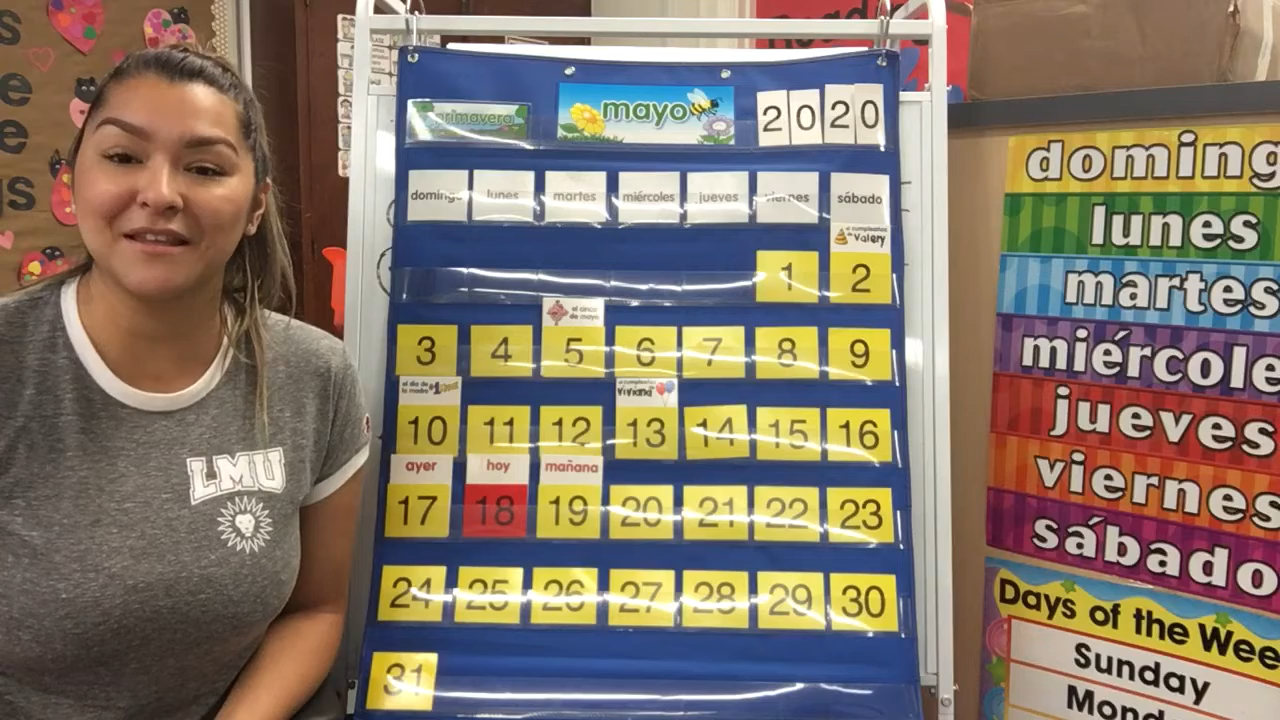 primavera mayo 2020
domingo lunes martes miércoles jueves viernes sábado
el cumpleaños de Valery
1 2
el cinco de mayo
3 4 5 6 7 8 9
el día de la madre #1
el cumpleaños de Viviana
10 11 12 13 14 15 16
ayer hoy mañana
17 18 19 20 21 22 23
24 25 26 27 28 29 30
31
LMU
doming
lunes
martes
miércole
jueves
viernes
sábado
Days of the Wee
Sunday
Mond